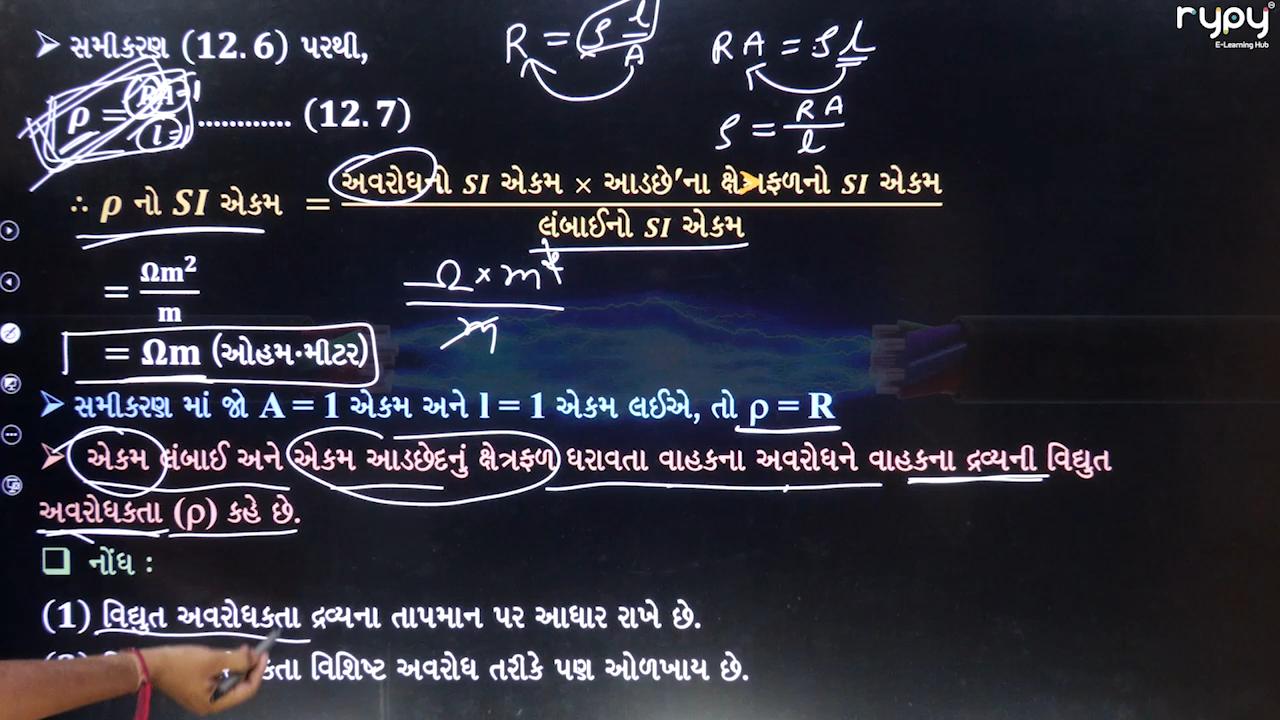 rypy
E-Learning Hub
➤ સમીકરણ (12.6) પરથી,
R = ρ l / A
RA = ρ l
ρ = RA / l
ρ = RA / l ............ (12.7)
∴ ρ નો SI એકમ = અવરોધનો SI એકમ × આડછે'ના ક્ષેત્રફળનો SI એકમ
લંબાઈનો SI એકમ
= Ωm² / m
Ω × m² / m
= Ωm (ઓહમ·મીટર)
➤ સમીકરણ માં જો A = 1 એકમ અને l = 1 એકમ લઈએ, તો ρ = R
➤ એકમ લંબાઈ અને એકમ આડછેદનું ક્ષેત્રફળ ધરાવતા વાહકના અવરોધને વાહકના દ્રવ્યની વિદ્યુત
અવરોધકતા (ρ) કહે છે.
❑ નોંધ :
(1) વિદ્યુત અવરોધકતા દ્રવ્યના તાપમાન પર આધાર રાખે છે.
વિશિષ્ટ અવરોધ તરીકે પણ ઓળખાય છે.